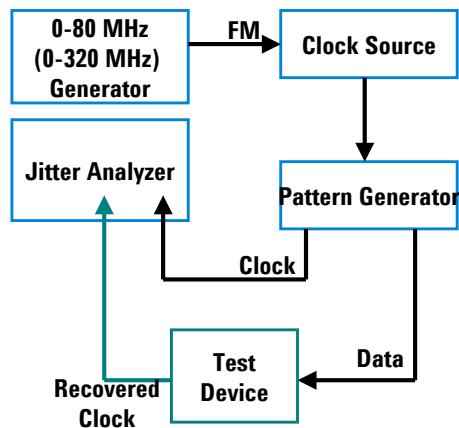 0-80 MHz
(0-320 MHz)
Generator
FM
Clock Source
Jitter Analyzer
Pattern Generator
Clock
Data
Test
Device
Recovered
Clock